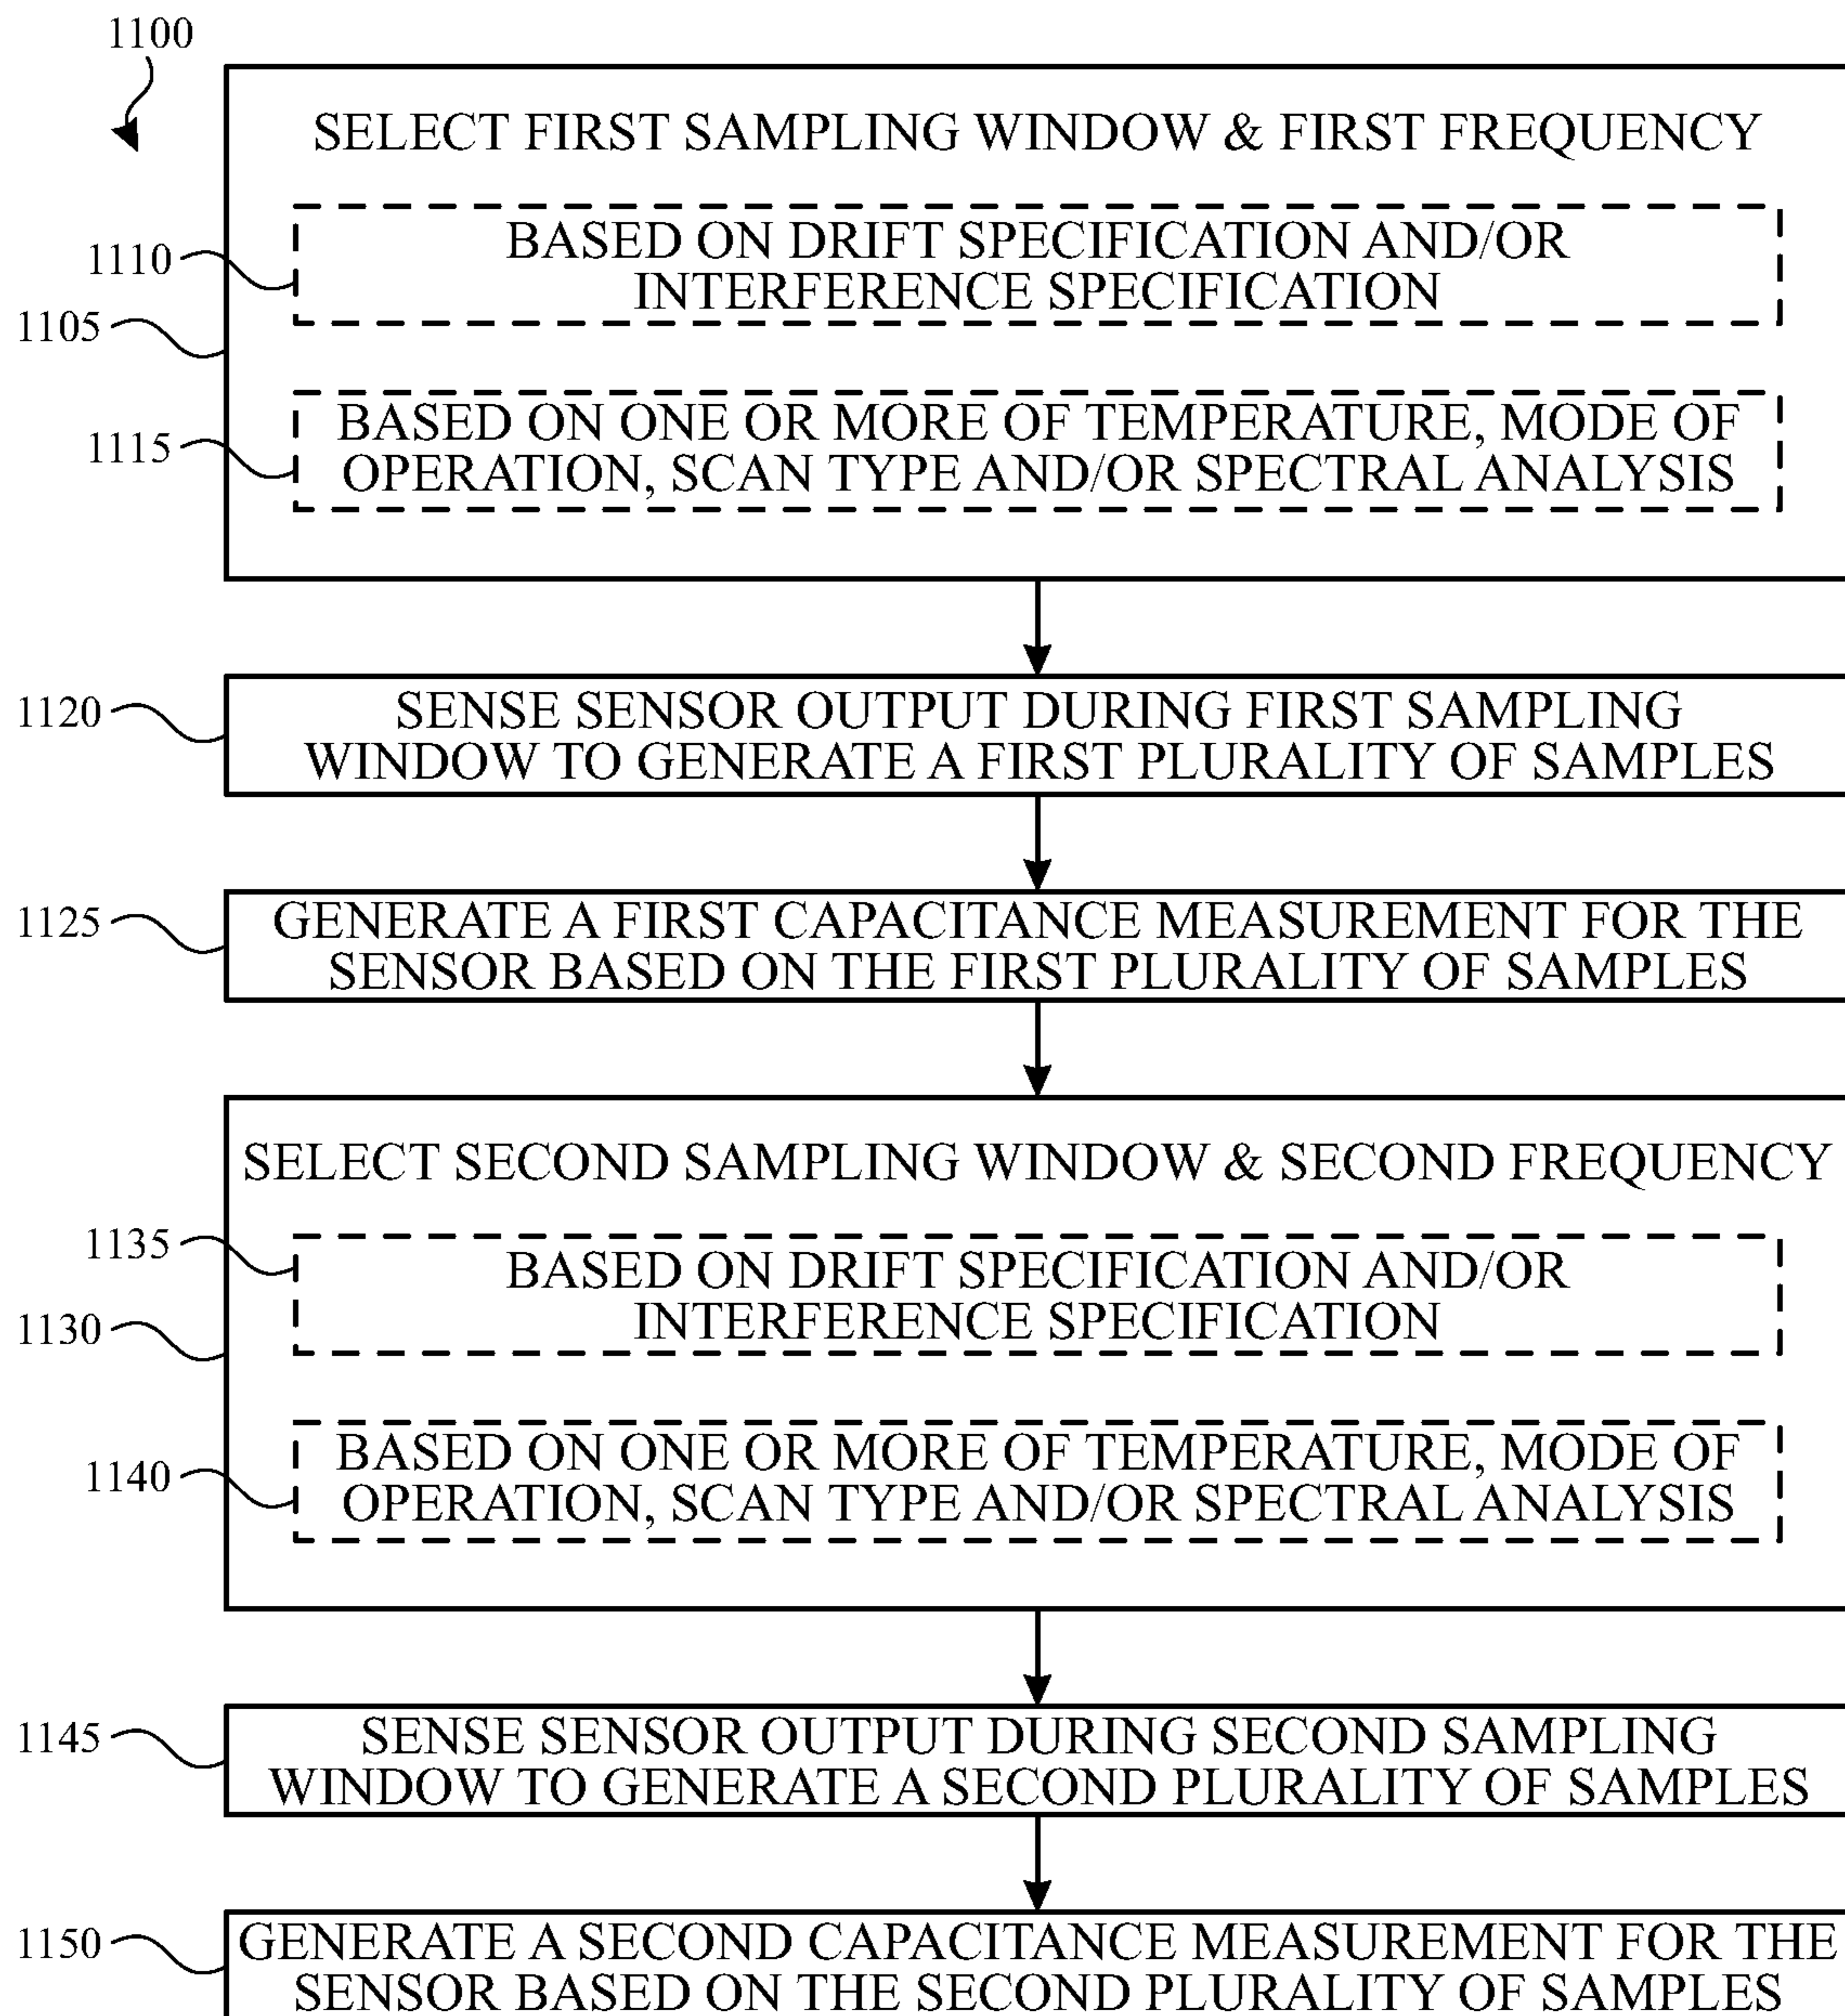 1100
SELECT FIRST SAMPLING WINDOW & FIRST FREQUENCY
1110
BASED ON DRIFT SPECIFICATION AND/OR
INTERFERENCE SPECIFICATION
1105
1115
BASED ON ONE OR MORE OF TEMPERATURE, MODE OF
OPERATION, SCAN TYPE AND/OR SPECTRAL ANALYSIS
1120
SENSE SENSOR OUTPUT DURING FIRST SAMPLING
WINDOW TO GENERATE A FIRST PLURALITY OF SAMPLES
1125
GENERATE A FIRST CAPACITANCE MEASUREMENT FOR THE
SENSOR BASED ON THE FIRST PLURALITY OF SAMPLES
SELECT SECOND SAMPLING WINDOW & SECOND FREQUENCY
1135
BASED ON DRIFT SPECIFICATION AND/OR
INTERFERENCE SPECIFICATION
1130
1140
BASED ON ONE OR MORE OF TEMPERATURE, MODE OF
OPERATION, SCAN TYPE AND/OR SPECTRAL ANALYSIS
1145
SENSE SENSOR OUTPUT DURING SECOND SAMPLING
WINDOW TO GENERATE A SECOND PLURALITY OF SAMPLES
1150
GENERATE A SECOND CAPACITANCE MEASUREMENT FOR THE
SENSOR BASED ON THE SECOND PLURALITY OF SAMPLES